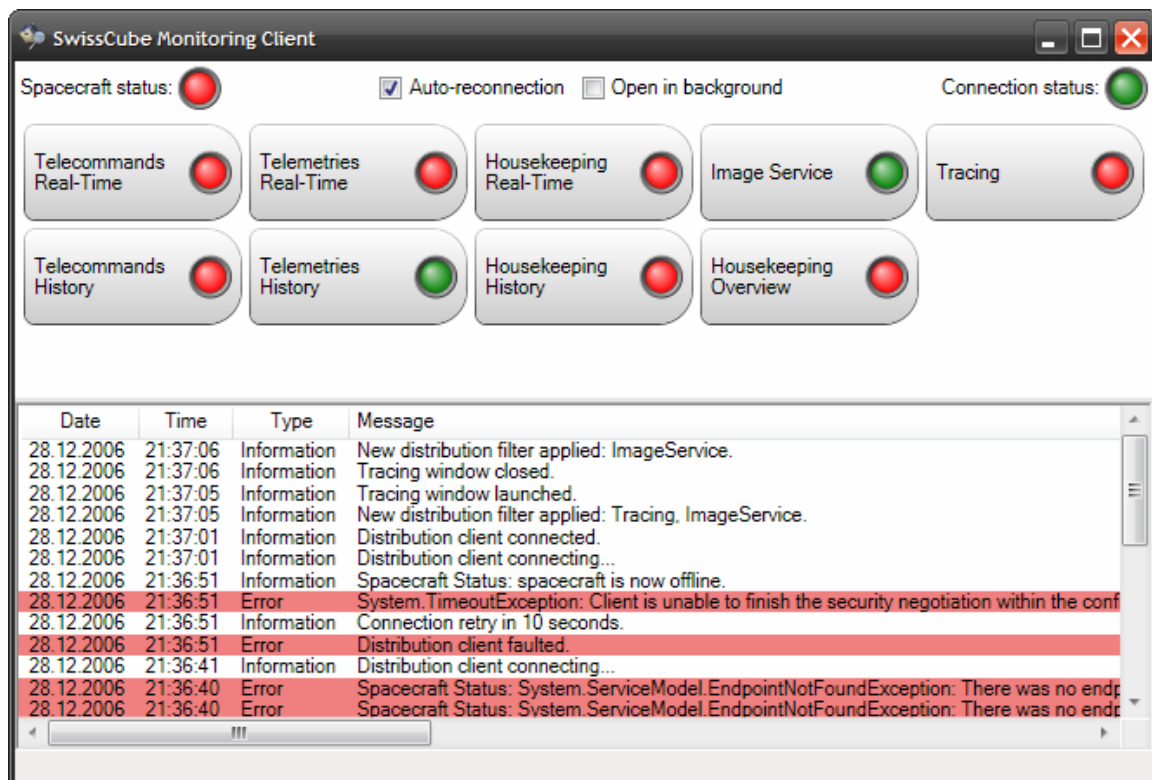 SwissCube Monitoring Client
Spacecraft status: Auto-reconnection Open in background Connection status:
Telecommands Real-Time
Telemetries Real-Time
Housekeeping Real-Time
Image Service
Tracing
Telecommands History
Telemetries History
Housekeeping History
Housekeeping Overview
Date Time Type Message
28.12.2006 21:37:06 Information New distribution filter applied: ImageService.
28.12.2006 21:37:06 Information Tracing window closed.
28.12.2006 21:37:05 Information Tracing window launched.
28.12.2006 21:37:05 Information New distribution filter applied: Tracing, ImageService.
28.12.2006 21:37:01 Information Distribution client connected.
28.12.2006 21:37:01 Information Distribution client connecting...
28.12.2006 21:36:51 Information Spacecraft Status: spacecraft is now offline.
28.12.2006 21:36:51 Error System.TimeoutException: Client is unable to finish the security negotiation within the conf
28.12.2006 21:36:51 Information Connection retry in 10 seconds.
28.12.2006 21:36:51 Error Distribution client faulted.
28.12.2006 21:36:41 Information Distribution client connecting...
28.12.2006 21:36:40 Error Spacecraft Status: System.ServiceModel.EndpointNotFoundException: There was no endp
28.12.2006 21:36:40 Error Spacecraft Status: System.ServiceModel.EndpointNotFoundException: There was no endp